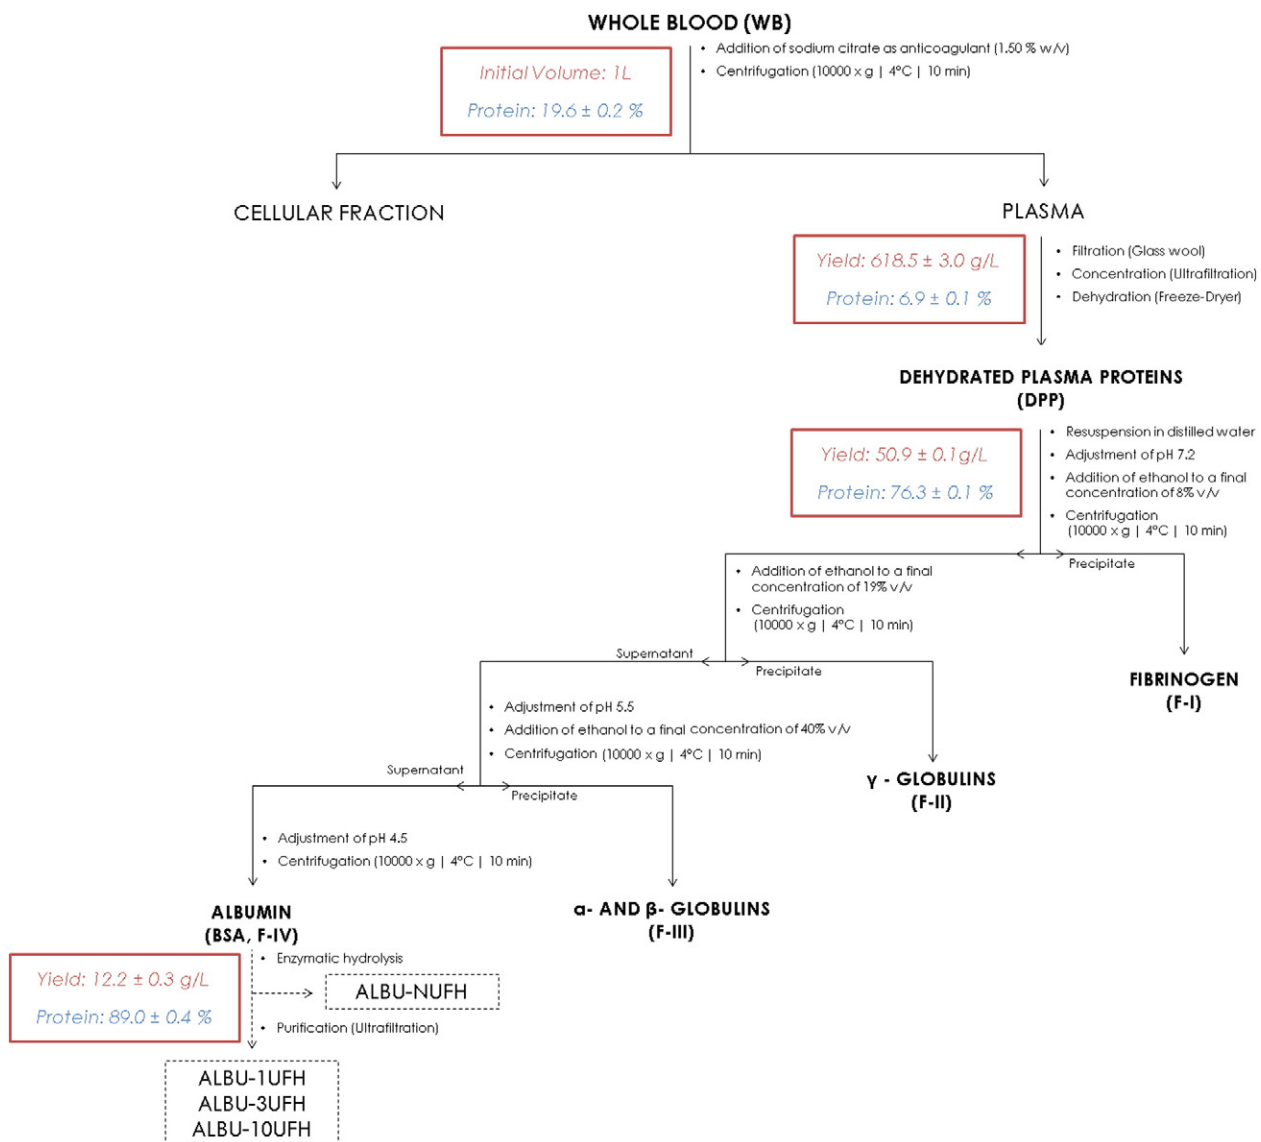 WHOLE BLOOD (WB)
• Addition of sodium citrate as anticoagulant (1.50 % w/v)
• Centrifugation (10000 x g | 4°C | 10 min)
Initial Volume: 1L
Protein: 19.6 ± 0.2 %
CELLULAR FRACTION
PLASMA
Yield: 618.5 ± 3.0 g/L
Protein: 6.9 ± 0.1 %
• Filtration (Glass wool)
• Concentration (Ultrafiltration)
• Dehydration (Freeze-Dryer)
DEHYDRATED PLASMA PROTEINS
(DPP)
Yield: 50.9 ± 0.1g/L
Protein: 76.3 ± 0.1 %
• Resuspension in distilled water
• Adjustment of pH 7.2
• Addition of ethanol to a final
concentration of 8% v/v
• Centrifugation
(10000 x g | 4°C | 10 min)
Precipitate
• Addition of ethanol to a final
concentration of 19% v/v
• Centrifugation
(10000 x g | 4°C | 10 min)
Supernatant
Precipitate
FIBRINOGEN
(F-I)
• Adjustment of pH 5.5
• Addition of ethanol to a final concentration of 40% v/v
• Centrifugation (10000 x g | 4°C | 10 min)
Supernatant
Precipitate
γ - GLOBULINS
(F-II)
• Adjustment of pH 4.5
• Centrifugation (10000 x g | 4°C | 10 min)
ALBUMIN
(BSA, F-IV)
α- AND β- GLOBULINS
(F-III)
Yield: 12.2 ± 0.3 g/L
Protein: 89.0 ± 0.4 %
• Enzymatic hydrolysis
ALBU-NUFH
• Purification (Ultrafiltration)
ALBU-1UFH
ALBU-3UFH
ALBU-10UFH